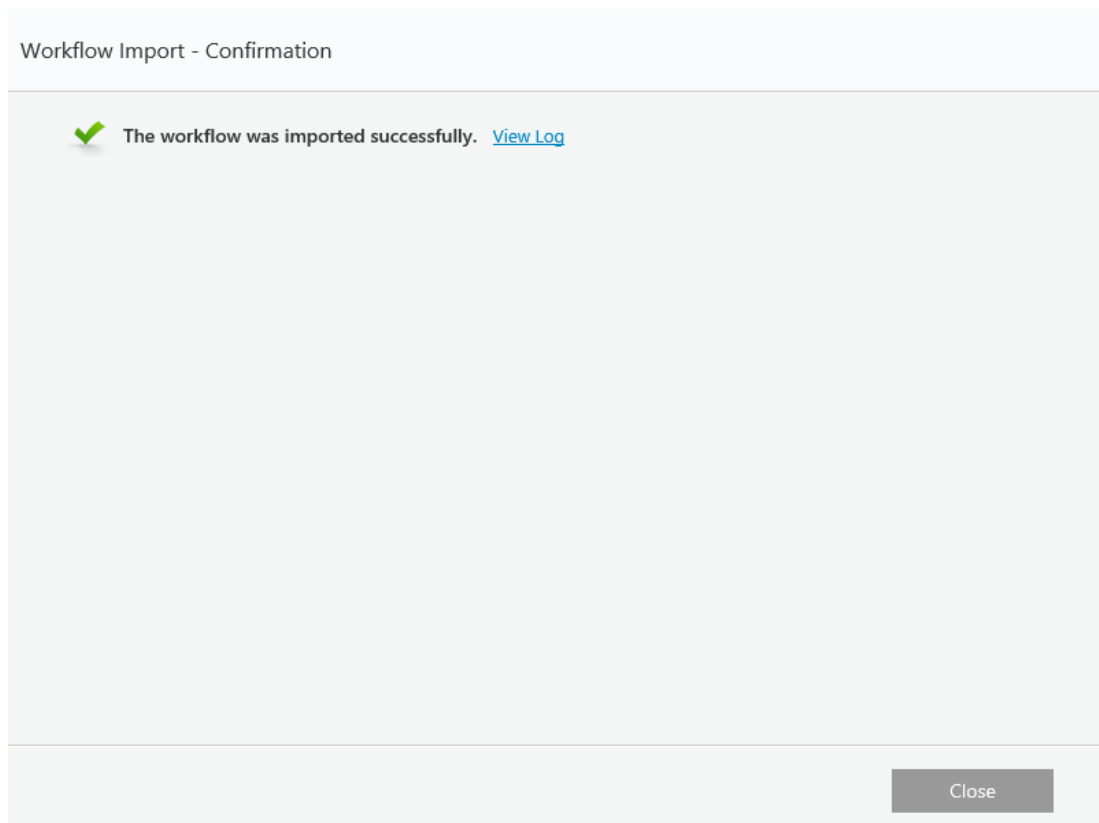 Workflow Import - Confirmation
The workflow was imported successfully. View Log
Close